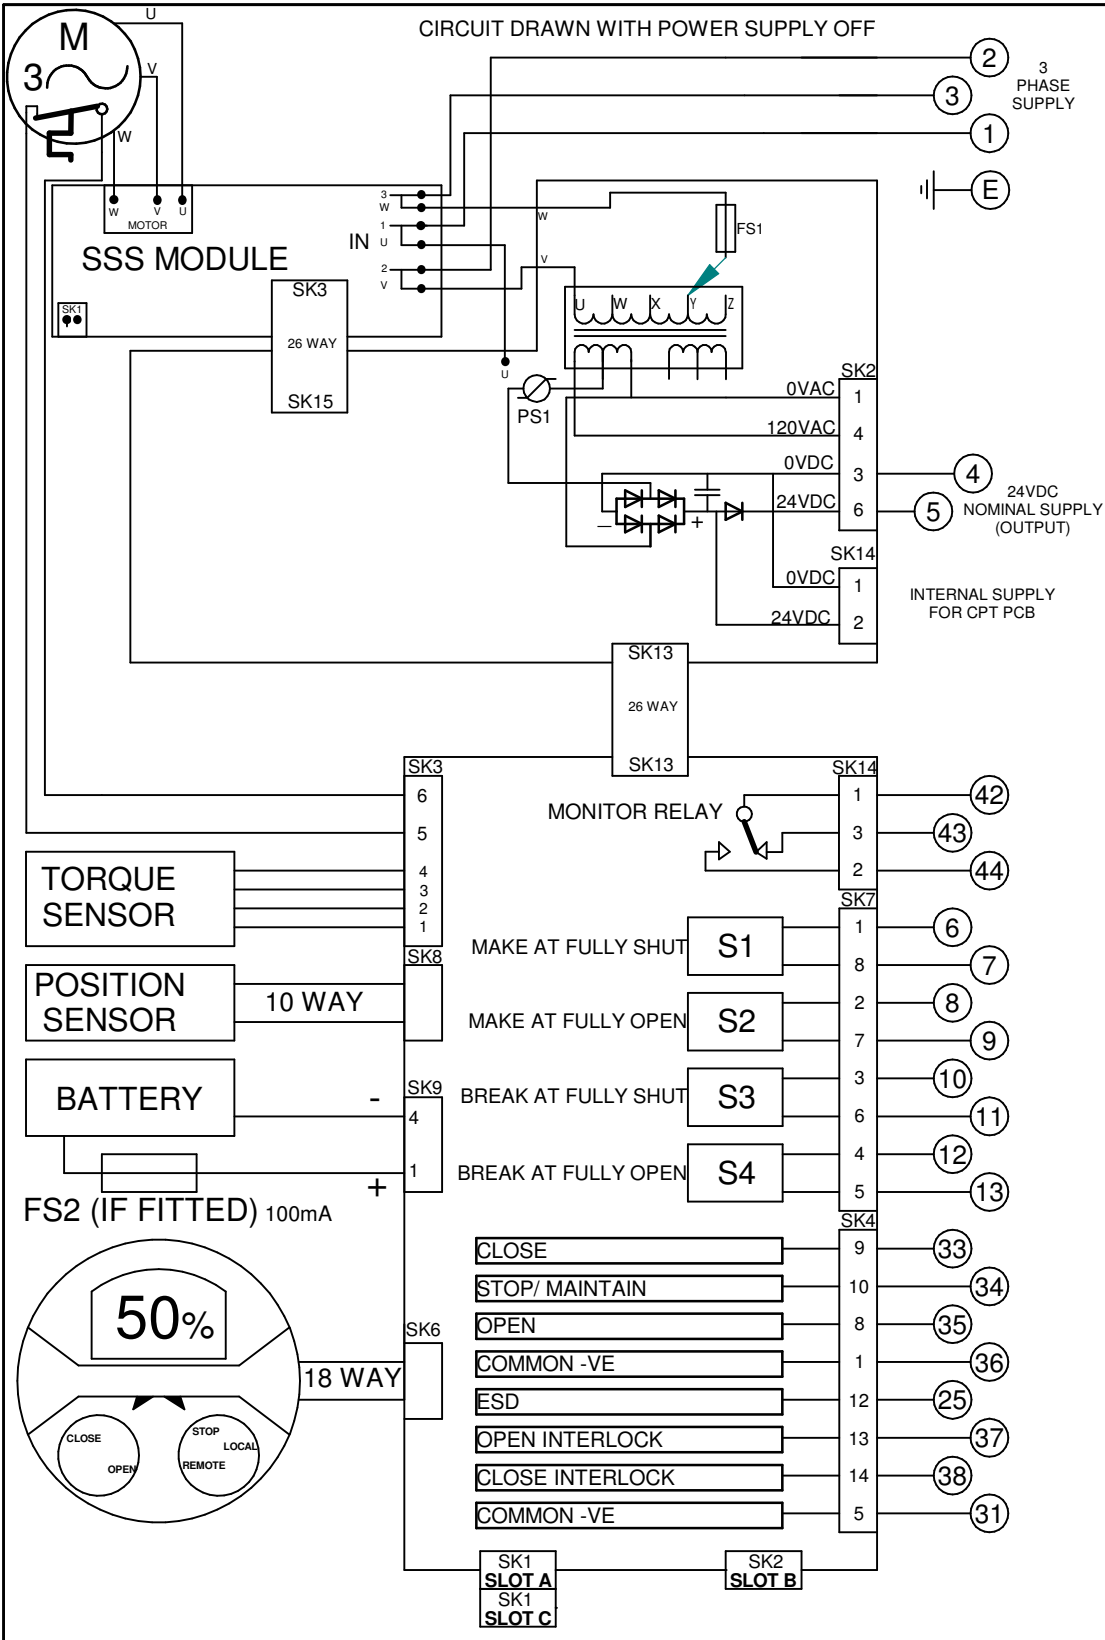 CIRCUIT DRAWN WITH POWER SUPPLY OFF
U
M
3
V
W
2
3
1
E
3
PHASE
SUPPLY
W V U
MOTOR
SSS MODULE
IN
3
W
1
U
2
V
W
V
FS1
SK1
SK3
26 WAY
SK15
U
U W X Y Z
PS1
SK2
0VAC 1
120VAC 4
0VDC 3 4
24VDC 6 5
24VDC
NOMINAL SUPPLY
(OUTPUT)
— +
SK14
0VDC 1
24VDC 2
INTERNAL SUPPLY
FOR CPT PCB
SK13
26 WAY
SK13
SK3
6
5
4
3
2
1
TORQUE
SENSOR
MONITOR RELAY
SK14
1 42
3 43
2 44
SK8
POSITION
SENSOR
10 WAY
SK7
MAKE AT FULLY SHUT S1 1 6
8 7
MAKE AT FULLY OPEN S2 2 8
7 9
BREAK AT FULLY SHUT S3 3 10
6 11
BREAK AT FULLY OPEN S4 4 12
5 13
BATTERY
-
SK9
4
1
+
FS2 (IF FITTED) 100mA
SK4
CLOSE 9 33
STOP/ MAINTAIN 10 34
OPEN 8 35
COMMON -VE 1 36
ESD 12 25
OPEN INTERLOCK 13 37
CLOSE INTERLOCK 14 38
COMMON -VE 5 31
50%
SK6
18 WAY
CLOSE
OPEN
STOP
LOCAL
REMOTE
SK1
SLOT A
SK1
SLOT C
SK2
SLOT B